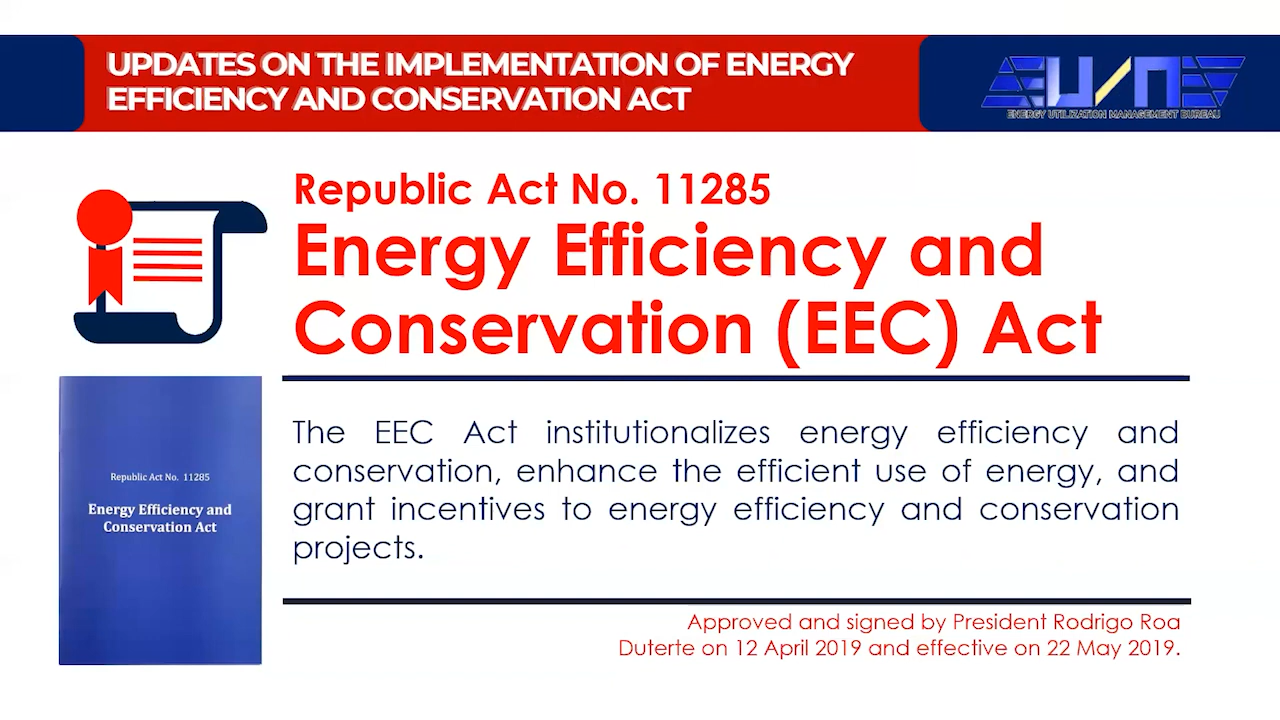 UPDATES ON THE IMPLEMENTATION OF ENERGY
EFFICIENCY AND CONSERVATION ACT
ENERGY UTILIZATION MANAGEMENT BUREAU
Republic Act No. 11285
Energy Efficiency and
Conservation (EEC) Act
Republic Act No. 11285
Energy Efficiency and
Conservation Act
The EEC Act institutionalizes energy efficiency and
conservation, enhance the efficient use of energy, and
grant incentives to energy efficiency and conservation
projects.
Approved and signed by President Rodrigo Roa
Duterte on 12 April 2019 and effective on 22 May 2019.